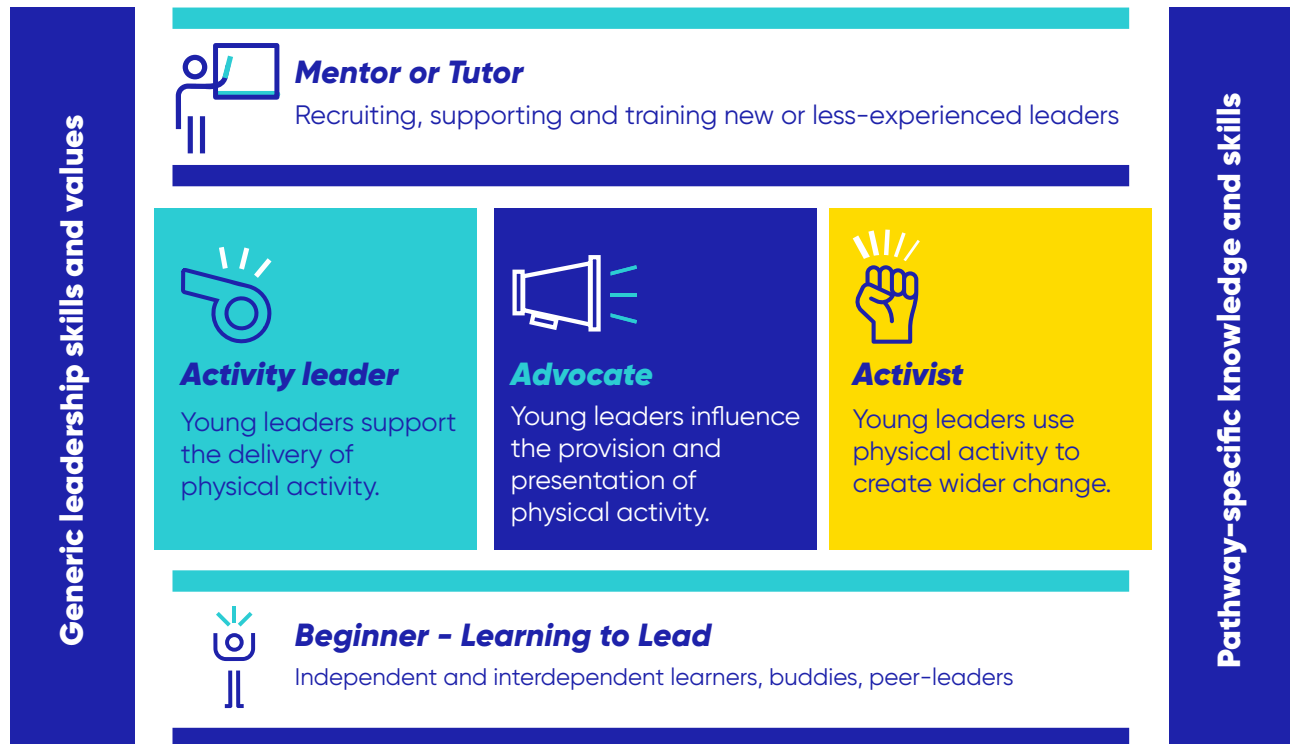 Generic leadership skills and values
Mentor or Tutor
Recruiting, supporting and training new or less-experienced leaders
Activity leader
Young leaders support
the delivery of
physical activity.
Advocate
Young leaders influence
the provision and
presentation of
physical activity.
Activist
Young leaders use
physical activity to
create wider change.
Beginner - Learning to Lead
Independent and interdependent learners, buddies, peer-leaders
Pathway-specific knowledge and skills